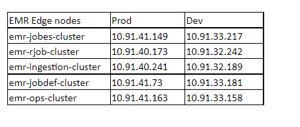 EMR Edge nodes Prod Dev
emr-jobes-cluster 10.91.41.149 10.91.33.217
emr-rjob-cluster 10.91.40.173 10.91.32.242
emr-ingestion-cluster 10.91.40.241 10.91.32.189
emr-jobdef-cluster 10.91.41.73 10.91.33.181
emr-ops-cluster 10.91.41.163 10.91.33.158